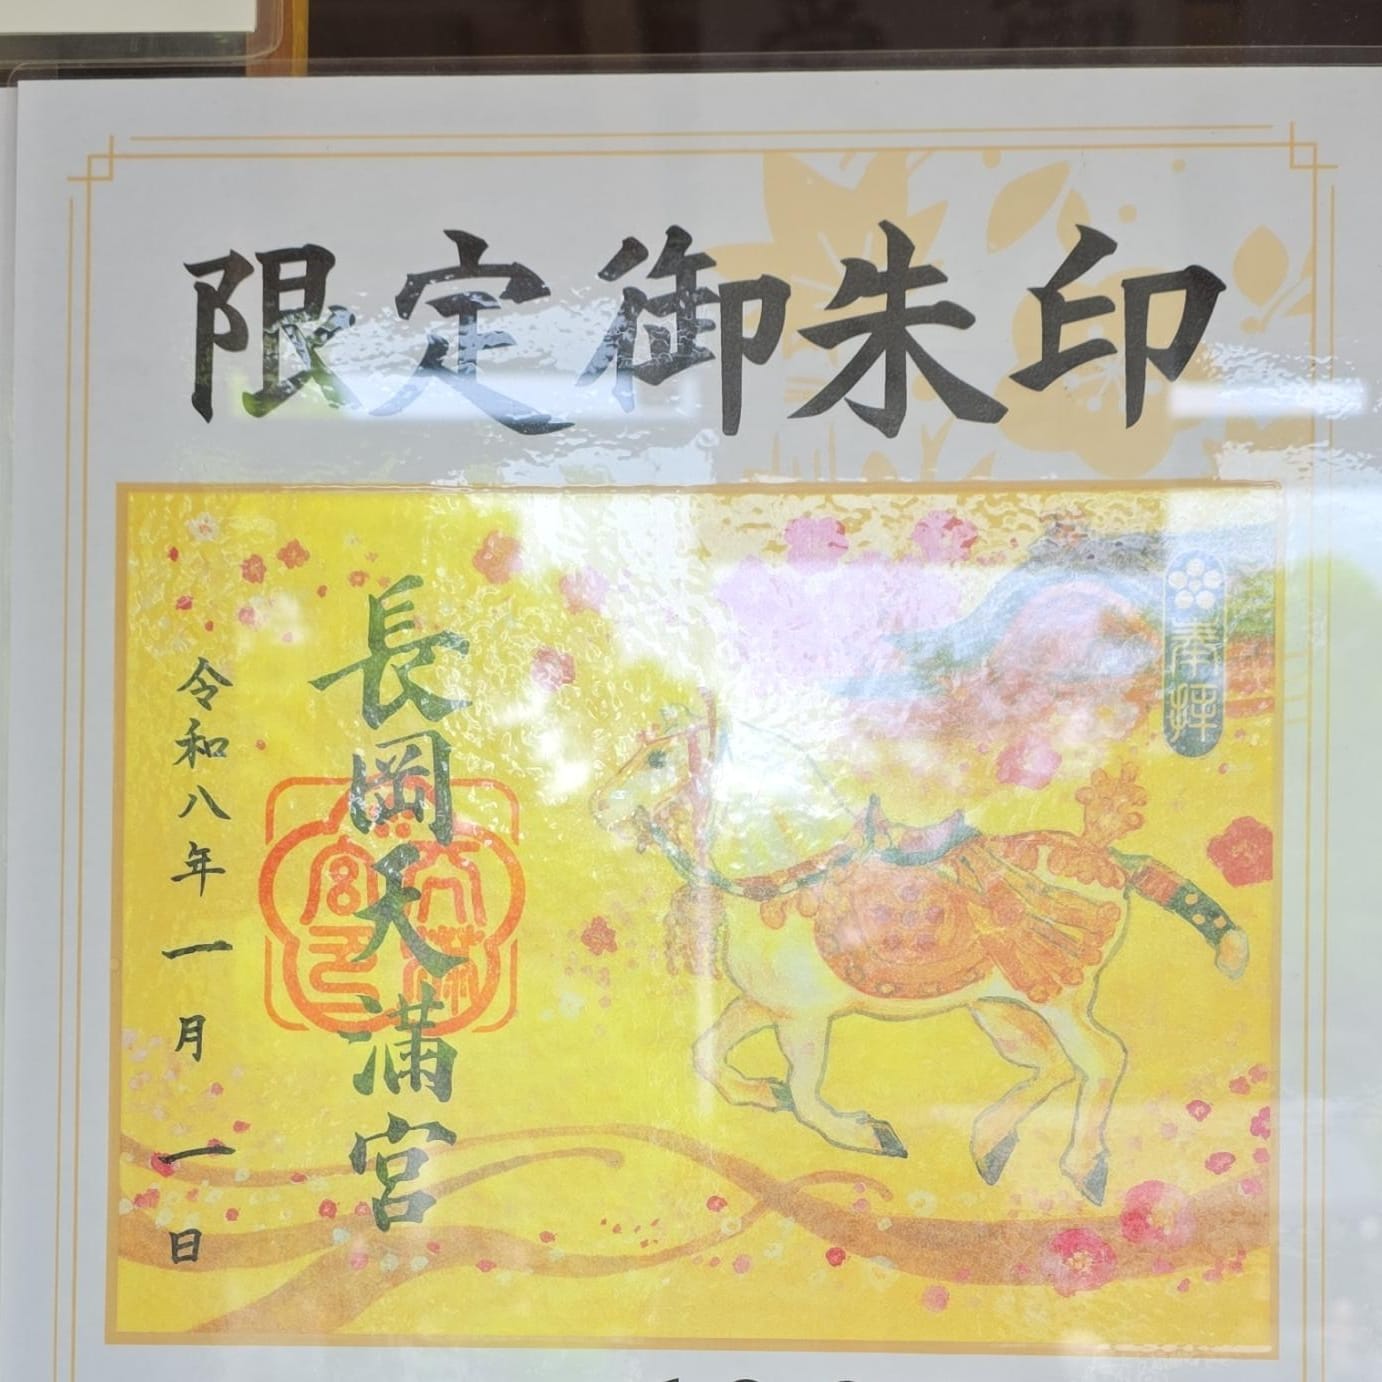 限定御朱印
奉拝
長岡天満宮
令和八年一月一日